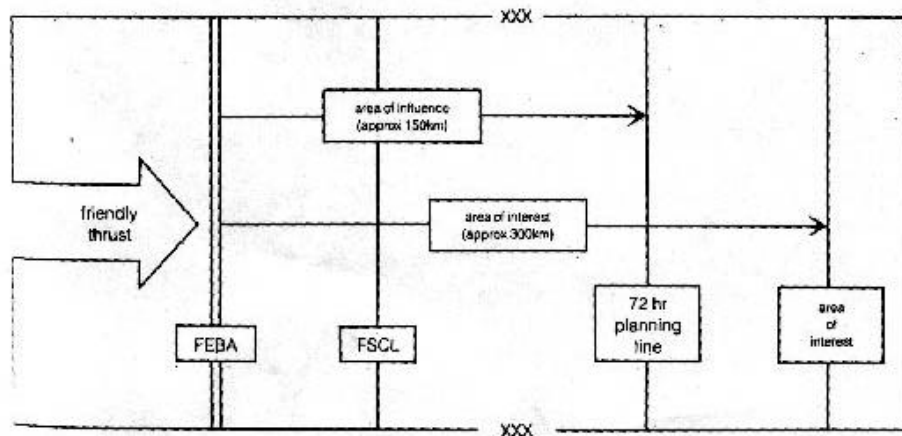 XXX
area of influence
(approx 150km)
friendly
thrust
area of interest
(approx 300km)
72 hr
planning
line
area
of
interest
FEBA
FSCL
XXX